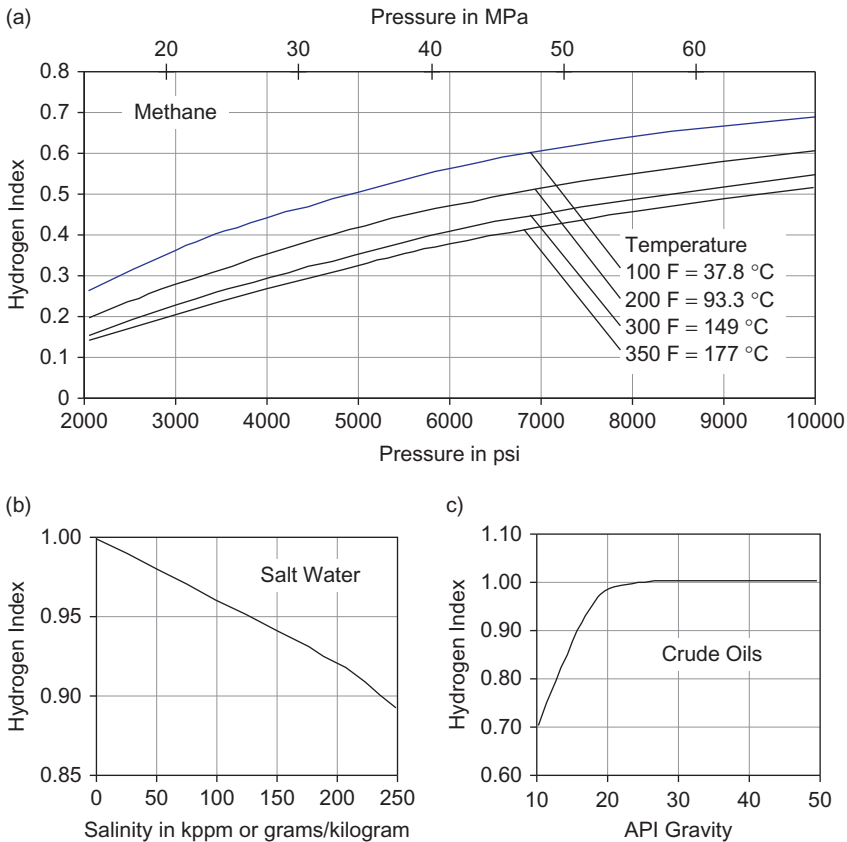 (a)
Pressure in MPa
20 30 40 50 60
0.8
0.7
0.6
0.5
0.4
0.3
0.2
0.1
0
Hydrogen Index
Methane
Temperature
100 F = 37.8 °C
200 F = 93.3 °C
300 F = 149 °C
350 F = 177 °C
2000 3000 4000 5000 6000 7000 8000 9000 10000
Pressure in psi
(b)
1.00
0.95
0.90
0.85
Hydrogen Index
Salt Water
0 50 100 150 200 250
Salinity in kppm or grams/kilogram
c)
1.10
1.00
0.90
0.80
0.70
0.60
Hydrogen Index
Crude Oils
10 20 30 40 50
API Gravity